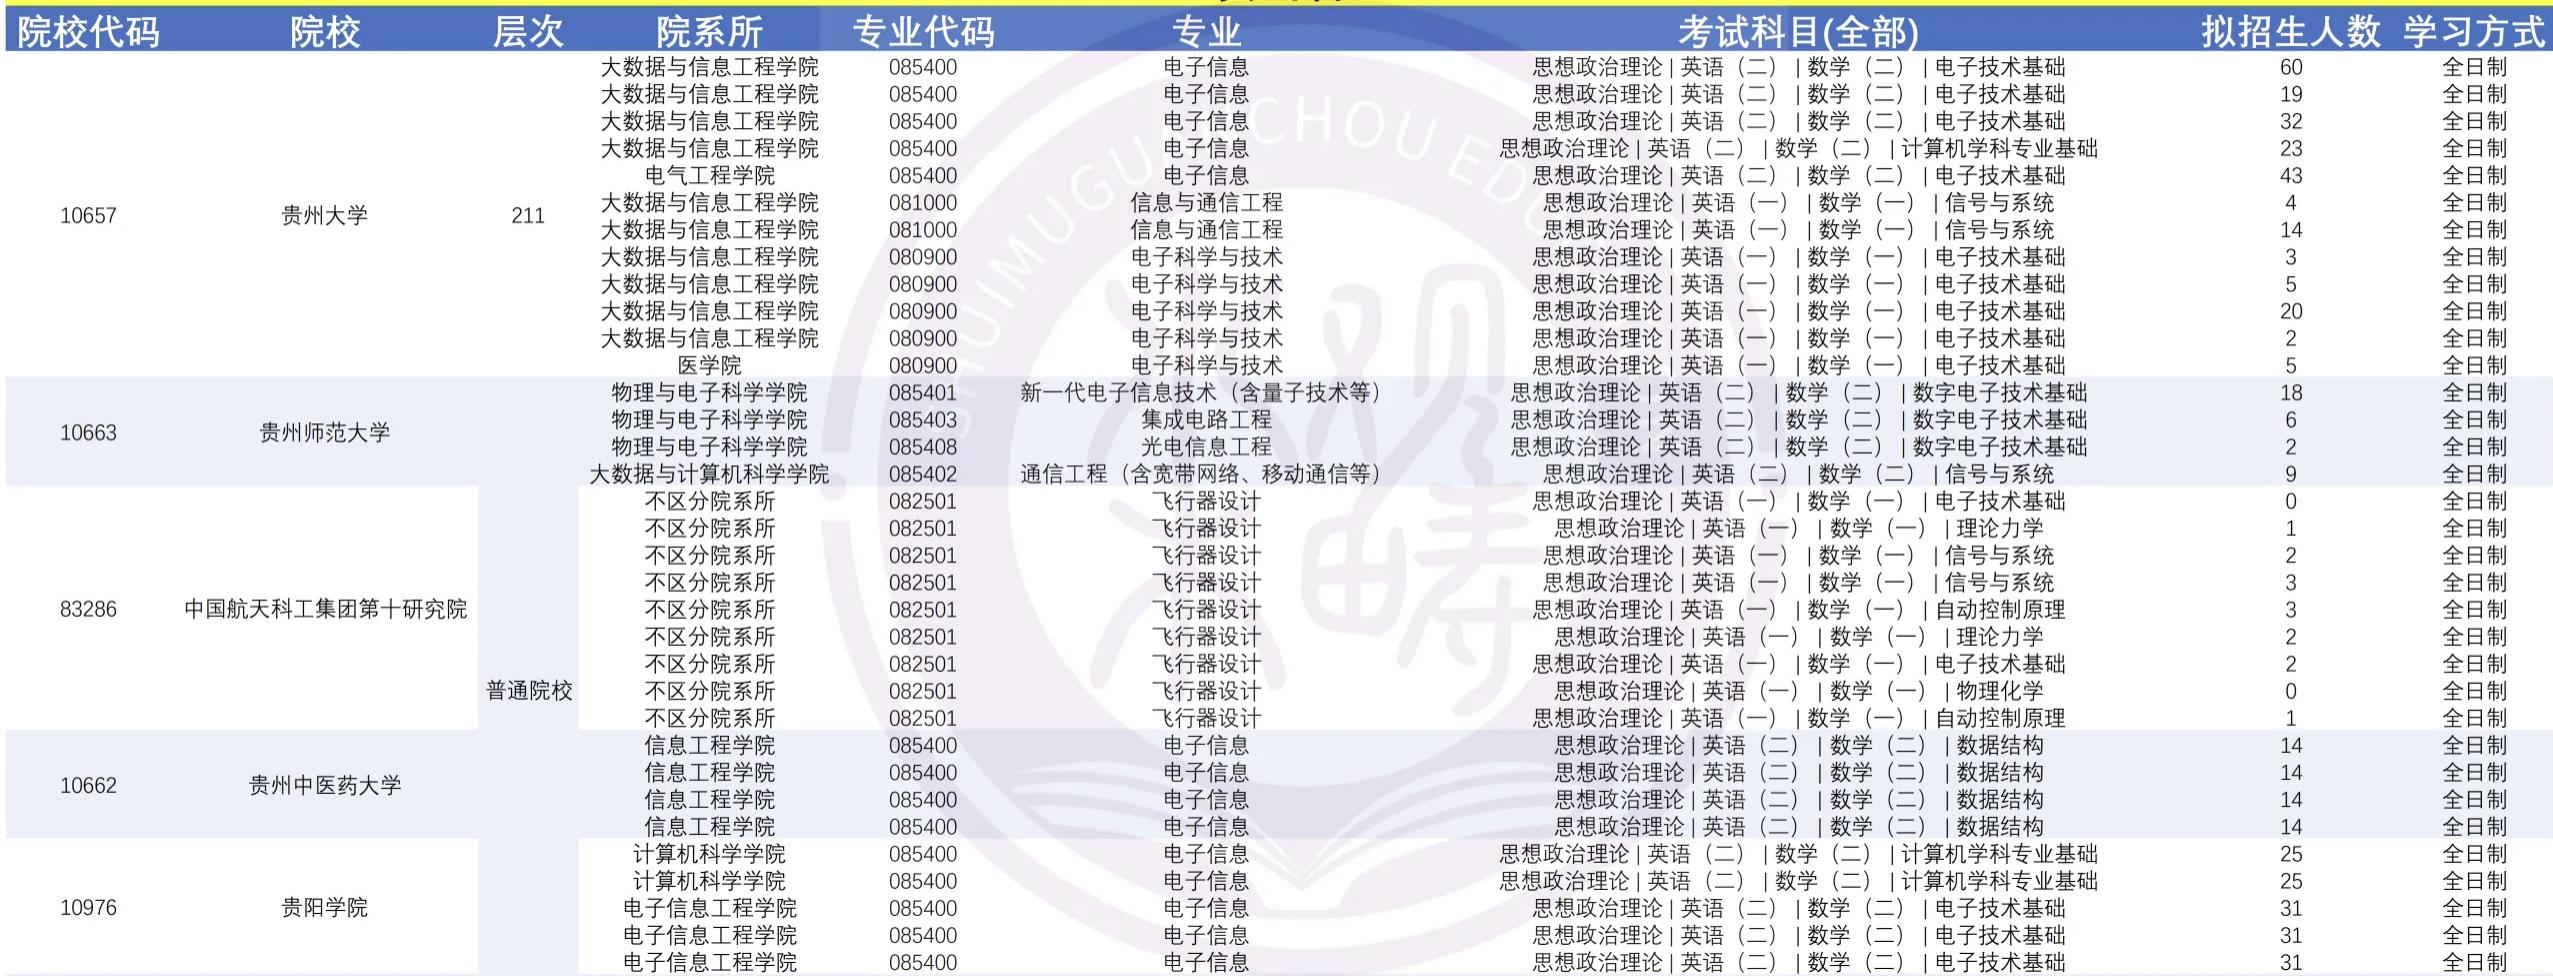 院校代码 院校 层次 院系所 专业代码 专业 考试科目(全部) 拟招生人数 学习方式
大数据与信息工程学院 085400 电子信息 思想政治理论 | 英语（二） | 数学（二） | 电子技术基础 60 全日制
大数据与信息工程学院 085400 电子信息 思想政治理论 | 英语（二） | 数学（二） | 电子技术基础 19 全日制
大数据与信息工程学院 085400 电子信息 思想政治理论 | 英语（二） | 数学（二） | 电子技术基础 32 全日制
大数据与信息工程学院 085400 电子信息 思想政治理论 | 英语（二） | 数学（二） | 计算机学科专业基础 23 全日制
电气工程学院 085400 电子信息 思想政治理论 | 英语（二） | 数学（二） | 电子技术基础 43 全日制
大数据与信息工程学院 081000 信息与通信工程 思想政治理论 | 英语（一） | 数学（一） | 信号与系统 4 全日制
10657 贵州大学 211
大数据与信息工程学院 081000 信息与通信工程 思想政治理论 | 英语（一） | 数学（一） | 信号与系统 14 全日制
大数据与信息工程学院 080900 电子科学与技术 思想政治理论 | 英语（一） | 数学（一） | 电子技术基础 3 全日制
大数据与信息工程学院 080900 电子科学与技术 思想政治理论 | 英语（一） | 数学（一） | 电子技术基础 5 全日制
大数据与信息工程学院 080900 电子科学与技术 思想政治理论 | 英语（一） | 数学（一） | 电子技术基础 20 全日制
大数据与信息工程学院 080900 电子科学与技术 思想政治理论 | 英语（一） | 数学（一） | 电子技术基础 2 全日制
医学院 080900 电子科学与技术 思想政治理论 | 英语（一） | 数学（一） | 电子技术基础 5 全日制
物理与电子科学学院 085401 新一代电子信息技术（含量子技术等） 思想政治理论 | 英语（二） | 数学（二） | 数字电子技术基础 18 全日制
物理与电子科学学院 085403 集成电路工程 思想政治理论 | 英语（二） | 数学（二） | 数字电子技术基础 6 全日制
10663 贵州师范大学
物理与电子科学学院 085408 光电信息工程 思想政治理论 | 英语（二） | 数学（二） | 数字电子技术基础 2 全日制
大数据与计算机科学学院 085402 通信工程（含宽带网络、移动通信等） 思想政治理论 | 英语（二） | 数学（二） | 信号与系统 9 全日制
不区分院系所 082501 飞行器设计 思想政治理论 | 英语（一） | 数学（一） | 电子技术基础 0 全日制
不区分院系所 082501 飞行器设计 思想政治理论 | 英语（一） | 数学（一） | 理论力学 1 全日制
不区分院系所 082501 飞行器设计 思想政治理论 | 英语（一） | 数学（一） | 信号与系统 2 全日制
不区分院系所 082501 飞行器设计 思想政治理论 | 英语（一） | 数学（一） | 信号与系统 3 全日制
83286 中国航天科工集团第十研究院 不区分院系所 082501 飞行器设计 思想政治理论 | 英语（一） | 数学（一） | 自动控制原理 3 全日制
不区分院系所 082501 飞行器设计 思想政治理论 | 英语（一） | 数学（一） | 理论力学 2 全日制
不区分院系所 082501 飞行器设计 思想政治理论 | 英语（一） | 数学（一） | 电子技术基础 2 全日制
普通院校 不区分院系所 082501 飞行器设计 思想政治理论 | 英语（一） | 数学（一） | 物理化学 0 全日制
不区分院系所 082501 飞行器设计 思想政治理论 | 英语（一） | 数学（一） | 自动控制原理 1 全日制
信息工程学院 085400 电子信息 思想政治理论 | 英语（二） | 数学（二） | 数据结构 14 全日制
信息工程学院 085400 电子信息 思想政治理论 | 英语（二） | 数学（二） | 数据结构 14 全日制
10662 贵州中医药大学
信息工程学院 085400 电子信息 思想政治理论 | 英语（二） | 数学（二） | 数据结构 14 全日制
信息工程学院 085400 电子信息 思想政治理论 | 英语（二） | 数学（二） | 数据结构 14 全日制
计算机科学学院 085400 电子信息 思想政治理论 | 英语（二） | 数学（二） | 计算机学科专业基础 25 全日制
计算机科学学院 085400 电子信息 思想政治理论 | 英语（二） | 数学（二） | 计算机学科专业基础 25 全日制
10976 贵阳学院 电子信息工程学院 085400 电子信息 思想政治理论 | 英语（二） | 数学（二） | 电子技术基础 31 全日制
电子信息工程学院 085400 电子信息 思想政治理论 | 英语（二） | 数学（二） | 电子技术基础 31 全日制
电子信息工程学院 085400 电子信息 思想政治理论 | 英语（二） | 数学（二） | 电子技术基础 31 全日制